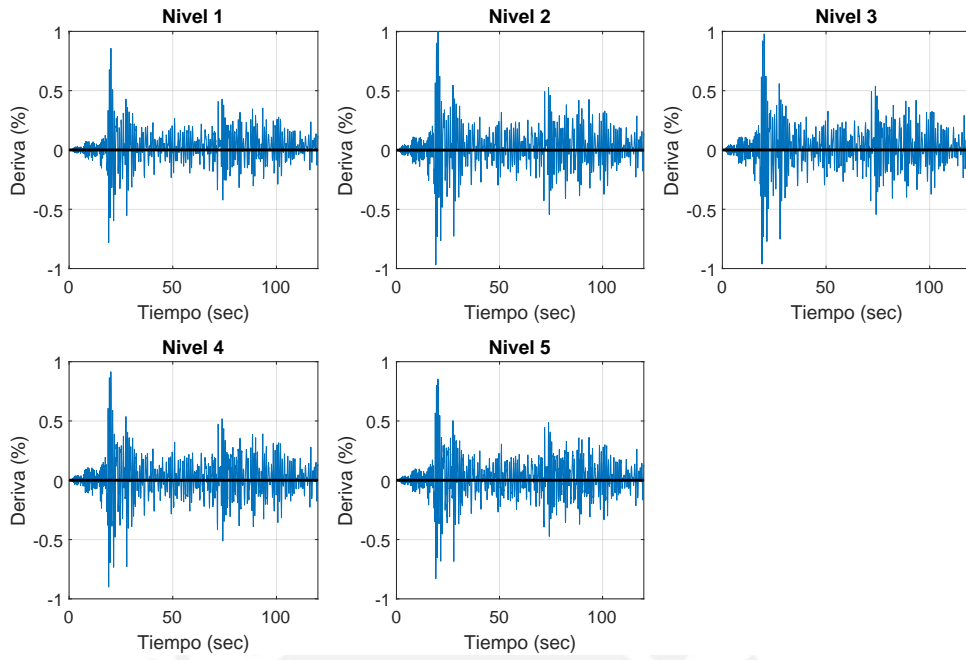 Nivel 1
Nivel 2
Nivel 3
1
0.5
0
-0.5
-1
Deriva (%)
0
50
100
Tiempo (sec)
1
0.5
0
-0.5
-1
Deriva (%)
0
50
100
Tiempo (sec)
1
0.5
0
-0.5
-1
Deriva (%)
0
50
100
Tiempo (sec)
Nivel 4
Nivel 5
1
0.5
0
-0.5
-1
Deriva (%)
0
50
100
Tiempo (sec)
1
0.5
0
-0.5
-1
Deriva (%)
0
50
100
Tiempo (sec)